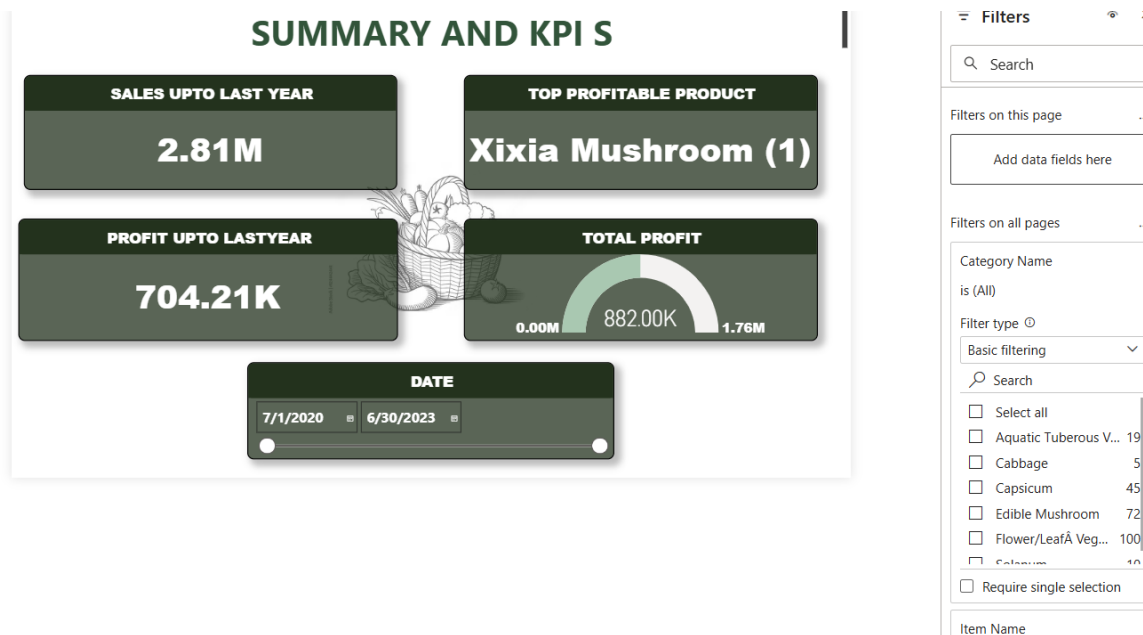 SUMMARY AND KPI S
SALES UPTO LAST YEAR
2.81M
TOP PROFITABLE PRODUCT
Xixia Mushroom (1)
PROFIT UPTO LASTYEAR
704.21K
TOTAL PROFIT
882.00K
0.00M
1.76M
DATE
7/1/2020
6/30/2023
Filters
Search
Filters on this page
Add data fields here
Filters on all pages
Category Name
is (All)
Filter type
Basic filtering
Search
Select all
Aquatic Tuberous V... 19
Cabbage 5
Capsicum 45
Edible Mushroom 72
Flower/LeafÂ Veg... 100
Solanum 10
Require single selection
Item Name